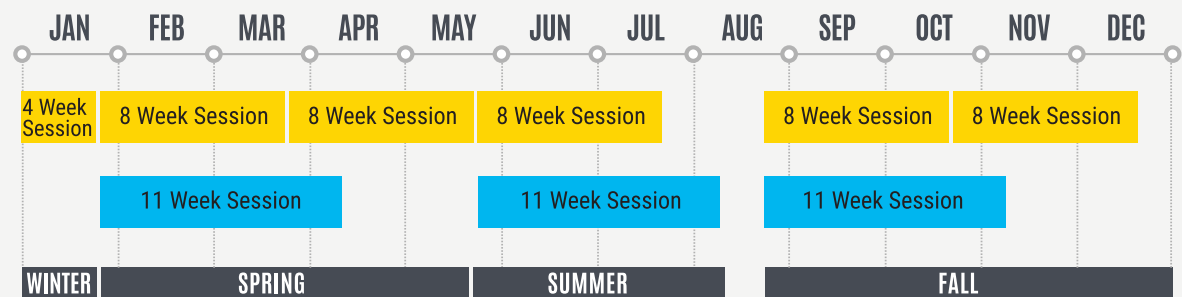 JAN FEB MAR APR MAY JUN JUL AUG SEP OCT NOV DEC
4 Week
Session
8 Week Session 8 Week Session 8 Week Session 8 Week Session 8 Week Session
11 Week Session 11 Week Session 11 Week Session
WINTER SPRING SUMMER FALL